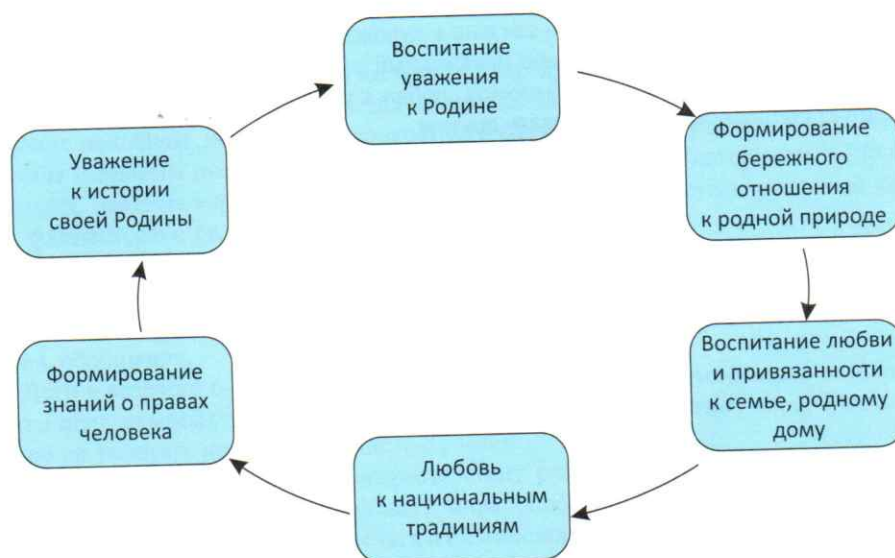 Воспитание
уважения
к Родине
Формирование
бережного
отношения
к родной природе
Воспитание любви
и привязанности
к семье, родному
дому
Любовь
к национальным
традициям
Формирование
знаний о правах
человека
Уважение
к истории
своей Родины